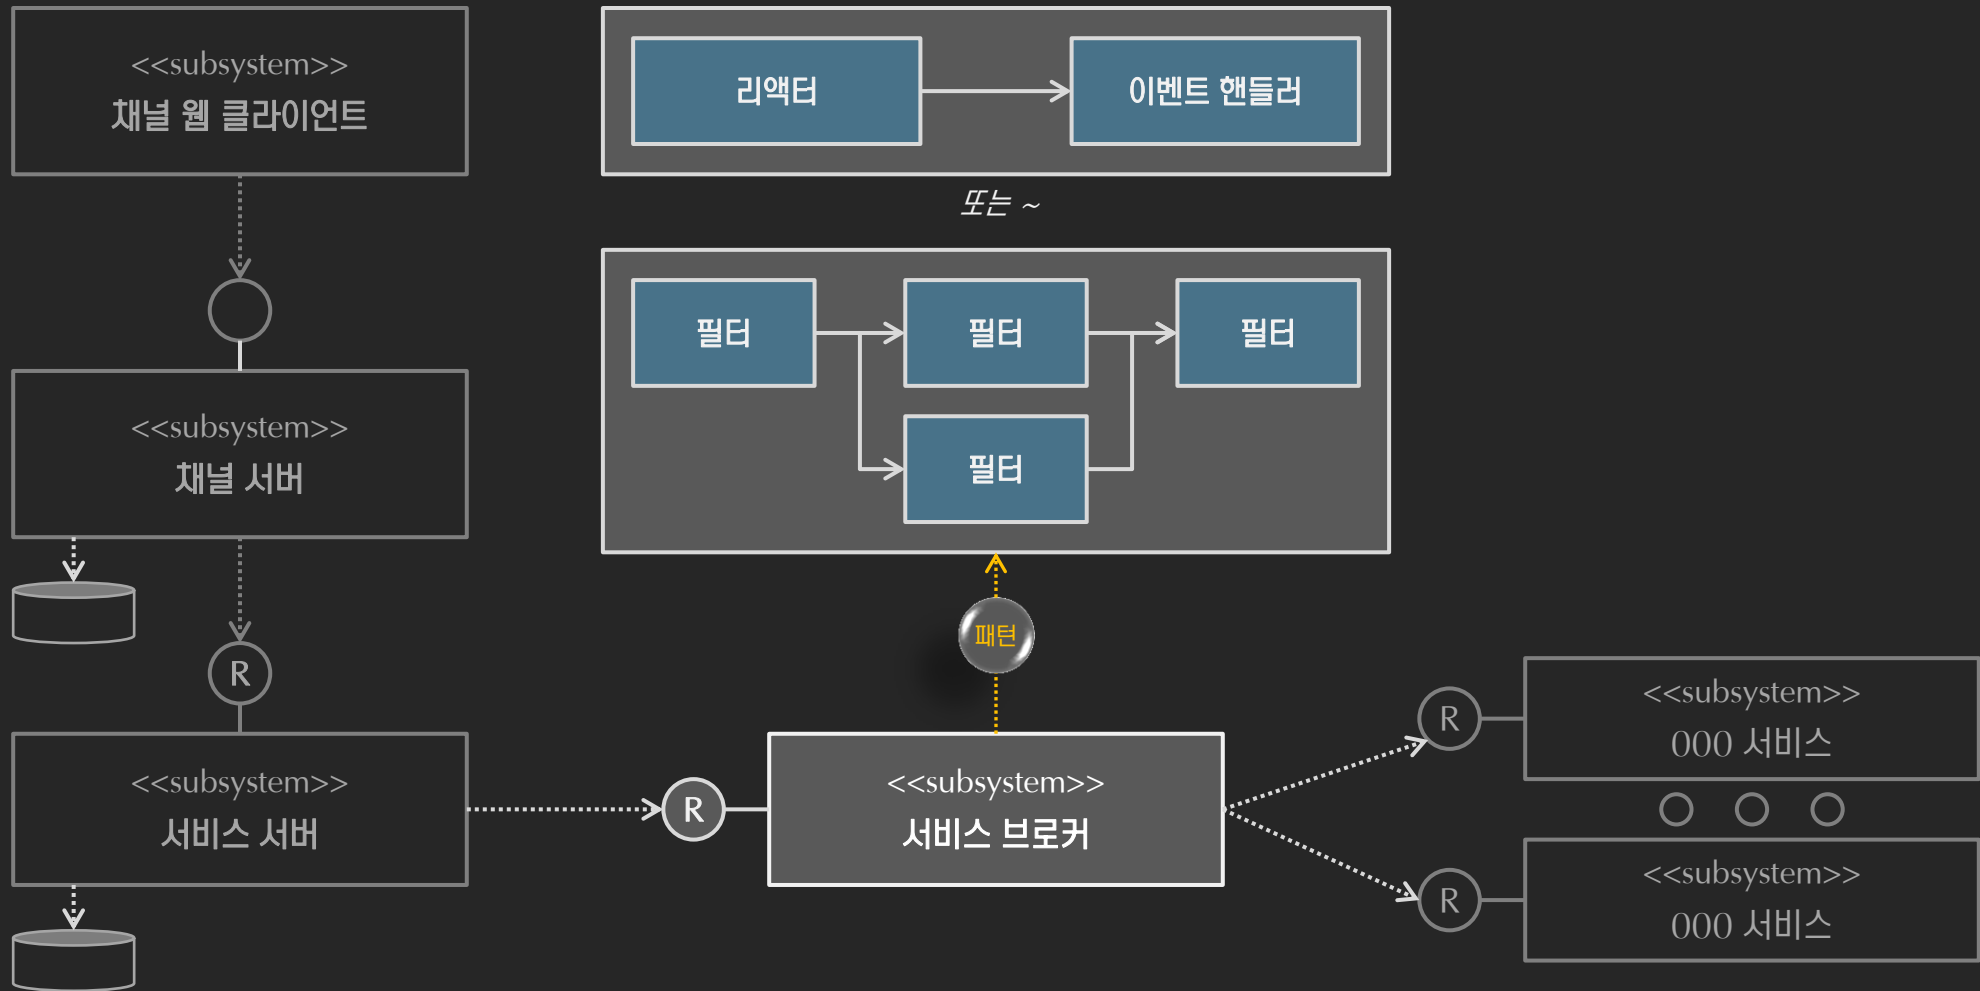 <<subsystem>>
채널 웹 클라이언트
리액터
이벤트 핸들러
또는 ~
필터
필터
필터
필터
<<subsystem>>
채널 서버
패턴
R
<<subsystem>>
서비스 서버
R
<<subsystem>>
서비스 브로커
R
<<subsystem>>
000 서비스
R
<<subsystem>>
000 서비스